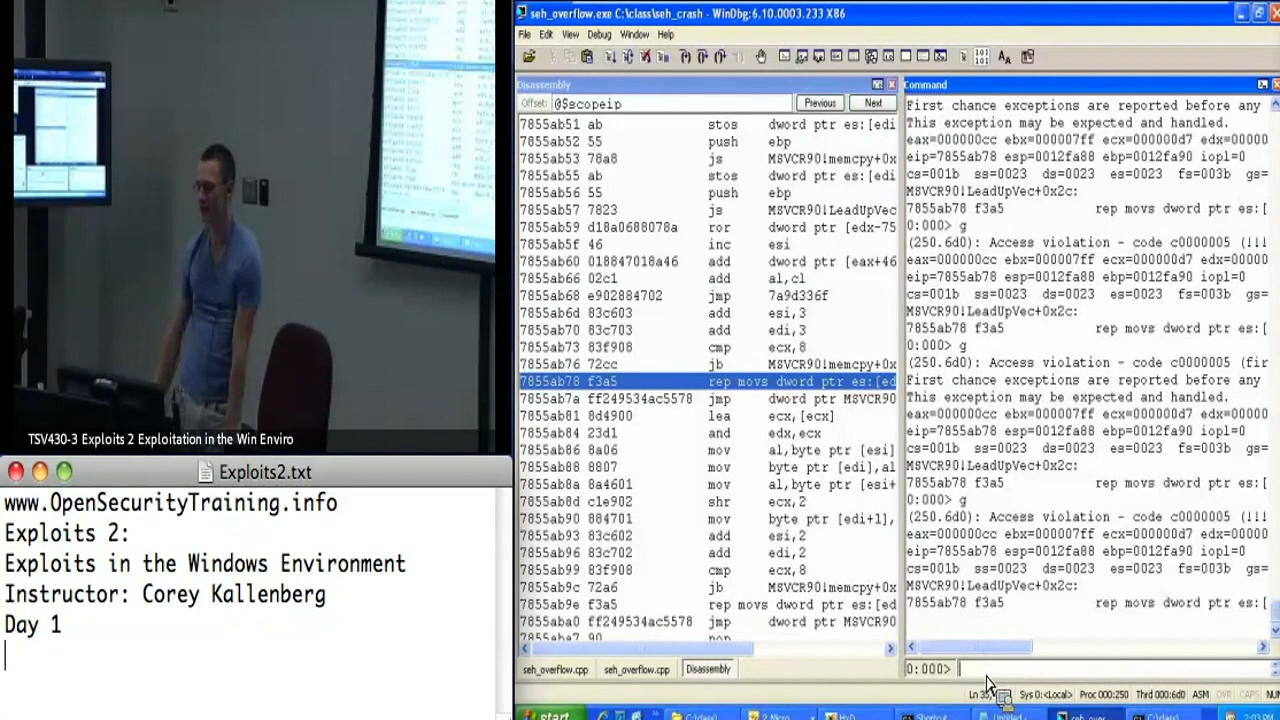 TSV430-3 Exploits 2 Exploitation in the Win Enviro
Exploits2.txt
www.OpenSecurityTraining.info
Exploits 2:
Exploits in the Windows Environment
Instructor: Corey Kallenberg
Day 1
seh_overflow.exe C:\class\seh_crash - WinDbg:6.10.0003.233 X86
File Edit View Debug Window Help
Disassembly
Offset: @$scopeip
Previous Next
7855ab51 ab stos dword ptr [edi
7855ab52 55 push ebp
7855ab53 78a8 js MSVCR90!memcpy+0x
7855ab55 ab stos dword ptr es:[edi
7855ab56 55 push ebp
7855ab57 7823 js MSVCR90!LeadUpVec
7855ab59 d18a0688078a ror dword ptr [edx-75
7855ab5f 46 inc esi
7855ab60 018847018a46 add dword ptr [eax+46
7855ab66 02c1 add al,cl
7855ab68 e902884702 jmp 7a9d336f
7855ab6d 83c603 add esi,3
7855ab70 83c703 add edi,3
7855ab73 83f908 cmp ecx,8
7855ab76 72cc jb MSVCR90!memcpy+0x
7855ab78 f3a5 rep movs dword ptr es:[ed
7855ab7a ff249534ac5578 jmp dword ptr MSVCR90
7855ab81 8d4900 lea ecx,[ecx]
7855ab84 23d1 and edx,ecx
7855ab86 8a06 mov al,byte ptr [esi]
7855ab88 8807 mov byte ptr [edi],al
7855ab8a 8a4601 mov al,byte ptr [esi+
7855ab8d c1e902 shr ecx,2
7855ab90 884701 mov byte ptr [edi+1],
7855ab93 83c602 add esi,2
7855ab96 83c702 add edi,2
7855ab99 83f908 cmp ecx,8
7855ab9c 72a6 jb MSVCR90!memcpy+0x
7855ab9e f3a5 rep movs dword ptr es:[ed
7855aba0 ff249534ac5578 jmp dword ptr MSVCR90
7855aba7 90 nop
seh_overflow.cpp seh_overflow.cpp Disassembly
Command
First chance exceptions are reported before any
This exception may be expected and handled.
eax=000000cc ebx=000007ff ecx=000000d7 edx=00000
eip=7855ab78 esp=0012fa88 ebp=0012fa90 iopl=0
cs=001b ss=0023 ds=0023 es=0023 fs=003b gs=
MSVCR90!LeadUpVec+0x2c:
7855ab78 f3a5 rep movs dword ptr es:[
0:000> g
(250.6d0): Access violation - code c0000005 (!!!
eax=000000cc ebx=000007ff ecx=000000d7 edx=00000
eip=7855ab78 esp=0012fa88 ebp=0012fa90 iopl=0
cs=001b ss=0023 ds=0023 es=0023 fs=003b gs=
MSVCR90!LeadUpVec+0x2c:
7855ab78 f3a5 rep movs dword ptr es:[
0:000> g
(250.6d0): Access violation - code c0000005 (fir
First chance exceptions are reported before any
This exception may be expected and handled.
eax=000000cc ebx=000007ff ecx=000000d7 edx=00000
eip=7855ab78 esp=0012fa88 ebp=0012fa90 iopl=0
cs=001b ss=0023 ds=0023 es=0023 fs=003b gs=
MSVCR90!LeadUpVec+0x2c:
7855ab78 f3a5 rep movs dword ptr es:[
0:000> g
(250.6d0): Access violation - code c0000005 (!!!
eax=000000cc ebx=000007ff ecx=000000d7 edx=00000
eip=7855ab78 esp=0012fa88 ebp=0012fa90 iopl=0
cs=001b ss=0023 ds=0023 es=0023 fs=003b gs=
MSVCR90!LeadUpVec+0x2c:
7855ab78 f3a5 rep movs dword ptr es:[
0:000>
Sys 0:<Local> Proc 000:250 Thrd 000:6d0 ASM OVR CAPS NUM
start